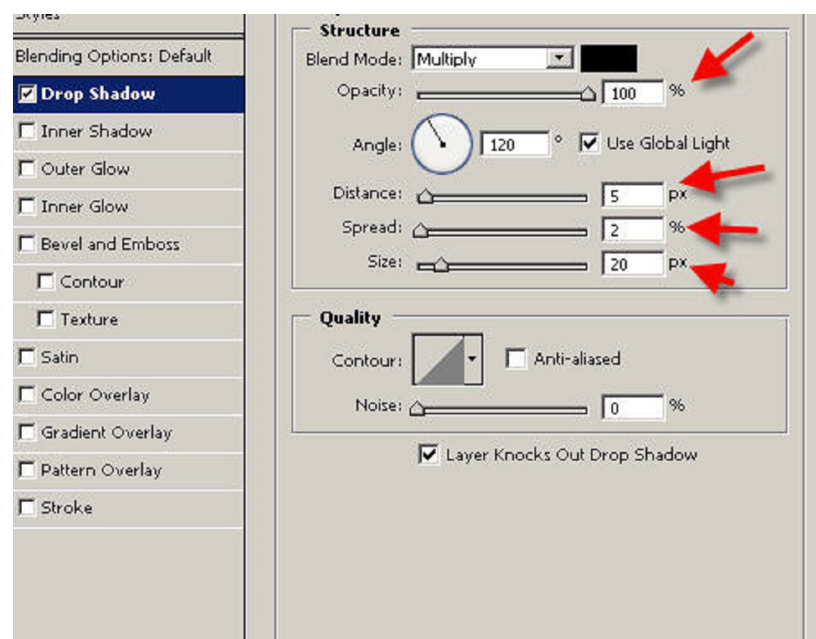 Styles
Blending Options: Default
Drop Shadow
Inner Shadow
Outer Glow
Inner Glow
Bevel and Emboss
Contour
Texture
Satin
Color Overlay
Gradient Overlay
Pattern Overlay
Stroke
Structure
Blend Mode: Multiply
Opacity: 100 %
Angle: 120 ° Use Global Light
Distance: 5 px
Spread: 2 %
Size: 20 px
Quality
Contour: Anti-aliased
Noise: 0 %
Layer Knocks Out Drop Shadow